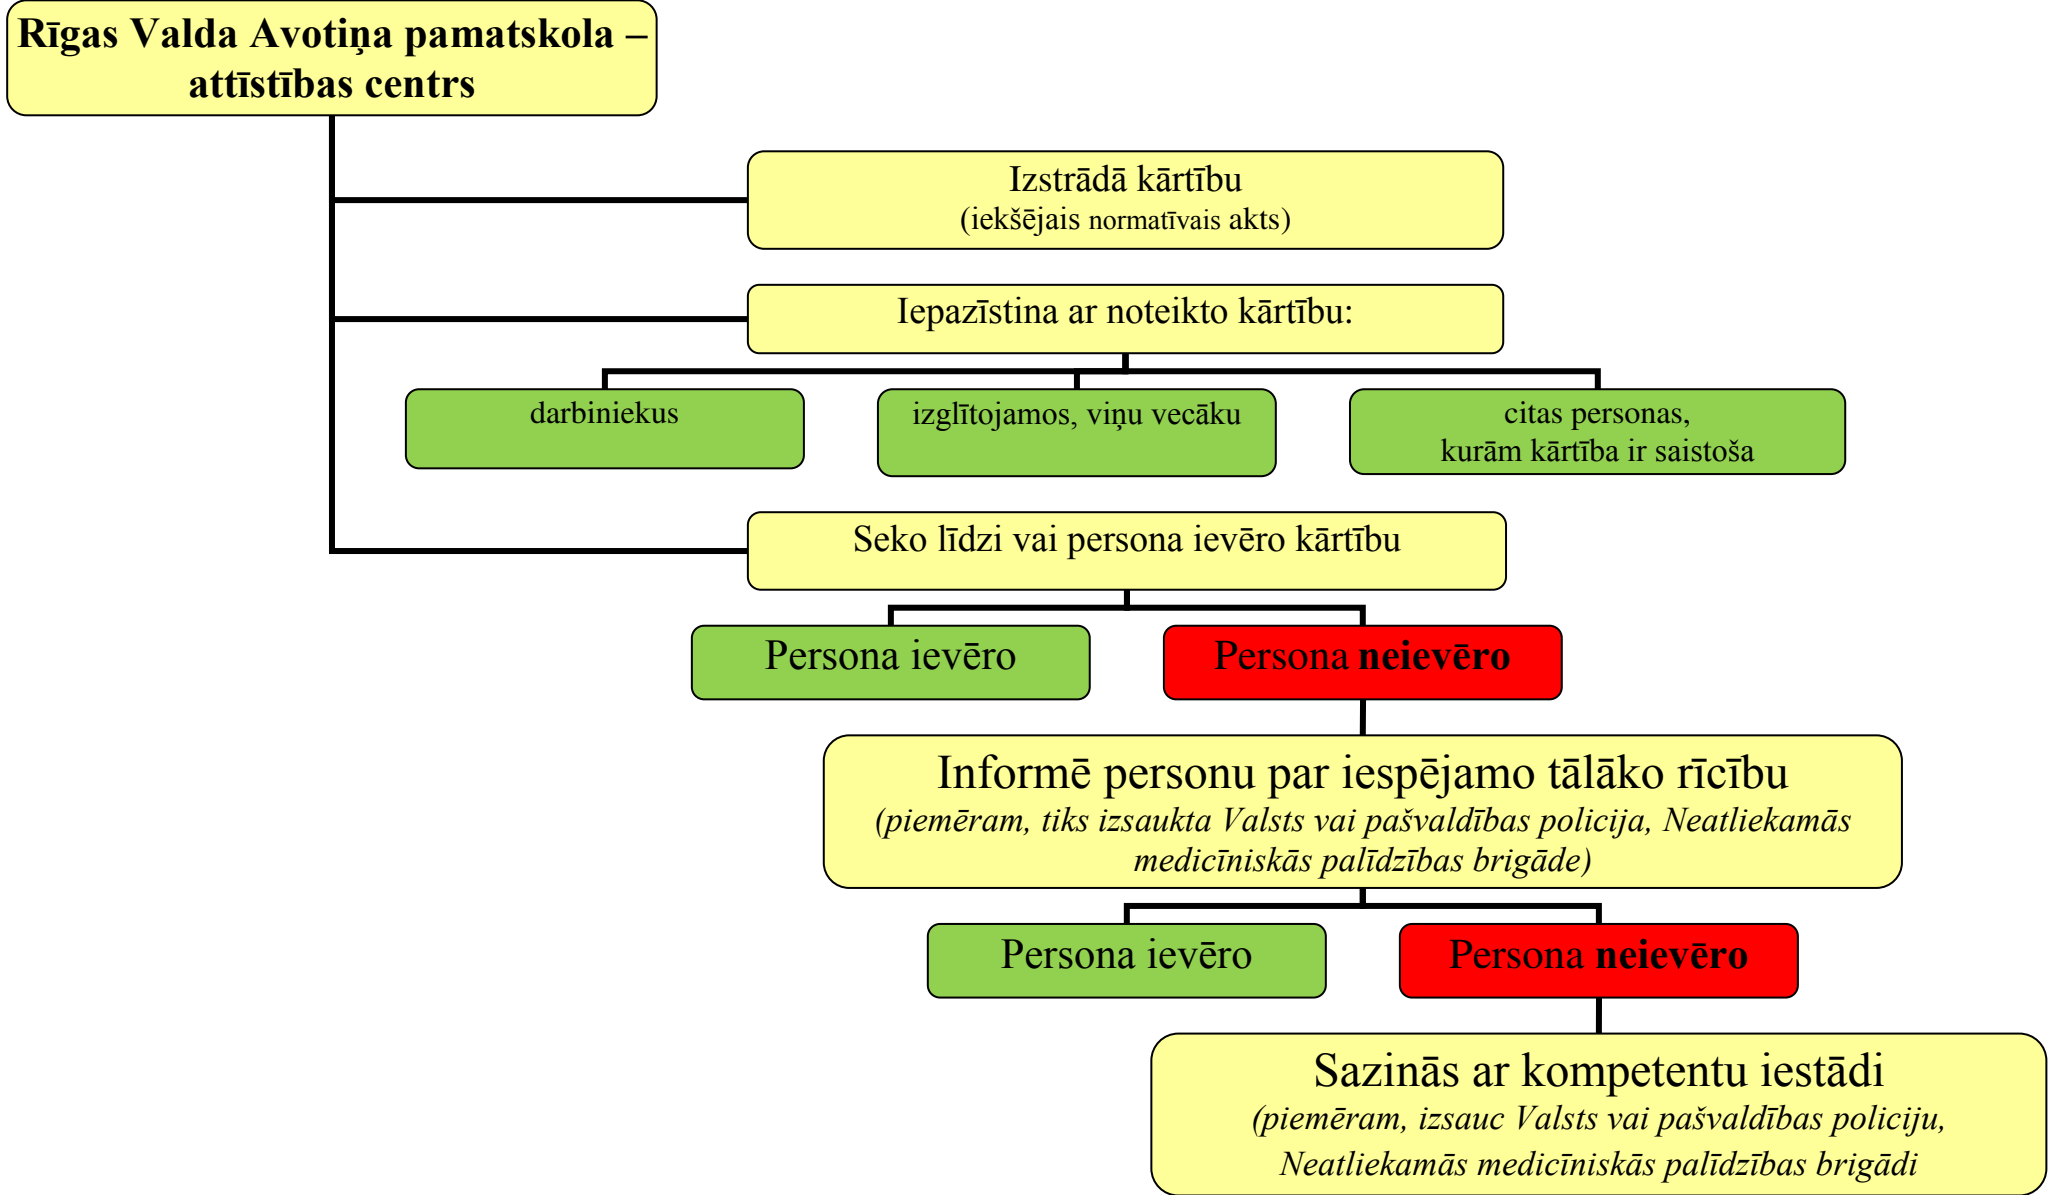 Rīgas Valda Avotiņa pamatskola –
attīstības centrs
Izstrādā kārtību
(iekšējais normatīvais akts)
Iepazīstina ar noteikto kārtību:
darbiniekus
izglītojamos, viņu vecāku
citas personas,
kurām kārtība ir saistoša
Seko līdzi vai persona ievēro kārtību
Persona ievēro
Persona neievēro
Informē personu par iespējamo tālāko rīcību
(piemēram, tiks izsaukta Valsts vai pašvaldības policija, Neatliekamās
medicīniskās palīdzības brigāde)
Persona ievēro
Persona neievēro
Sazinās ar kompetentu iestādi
(piemēram, izsauc Valsts vai pašvaldības policiju,
Neatliekamās medicīniskās palīdzības brigādi